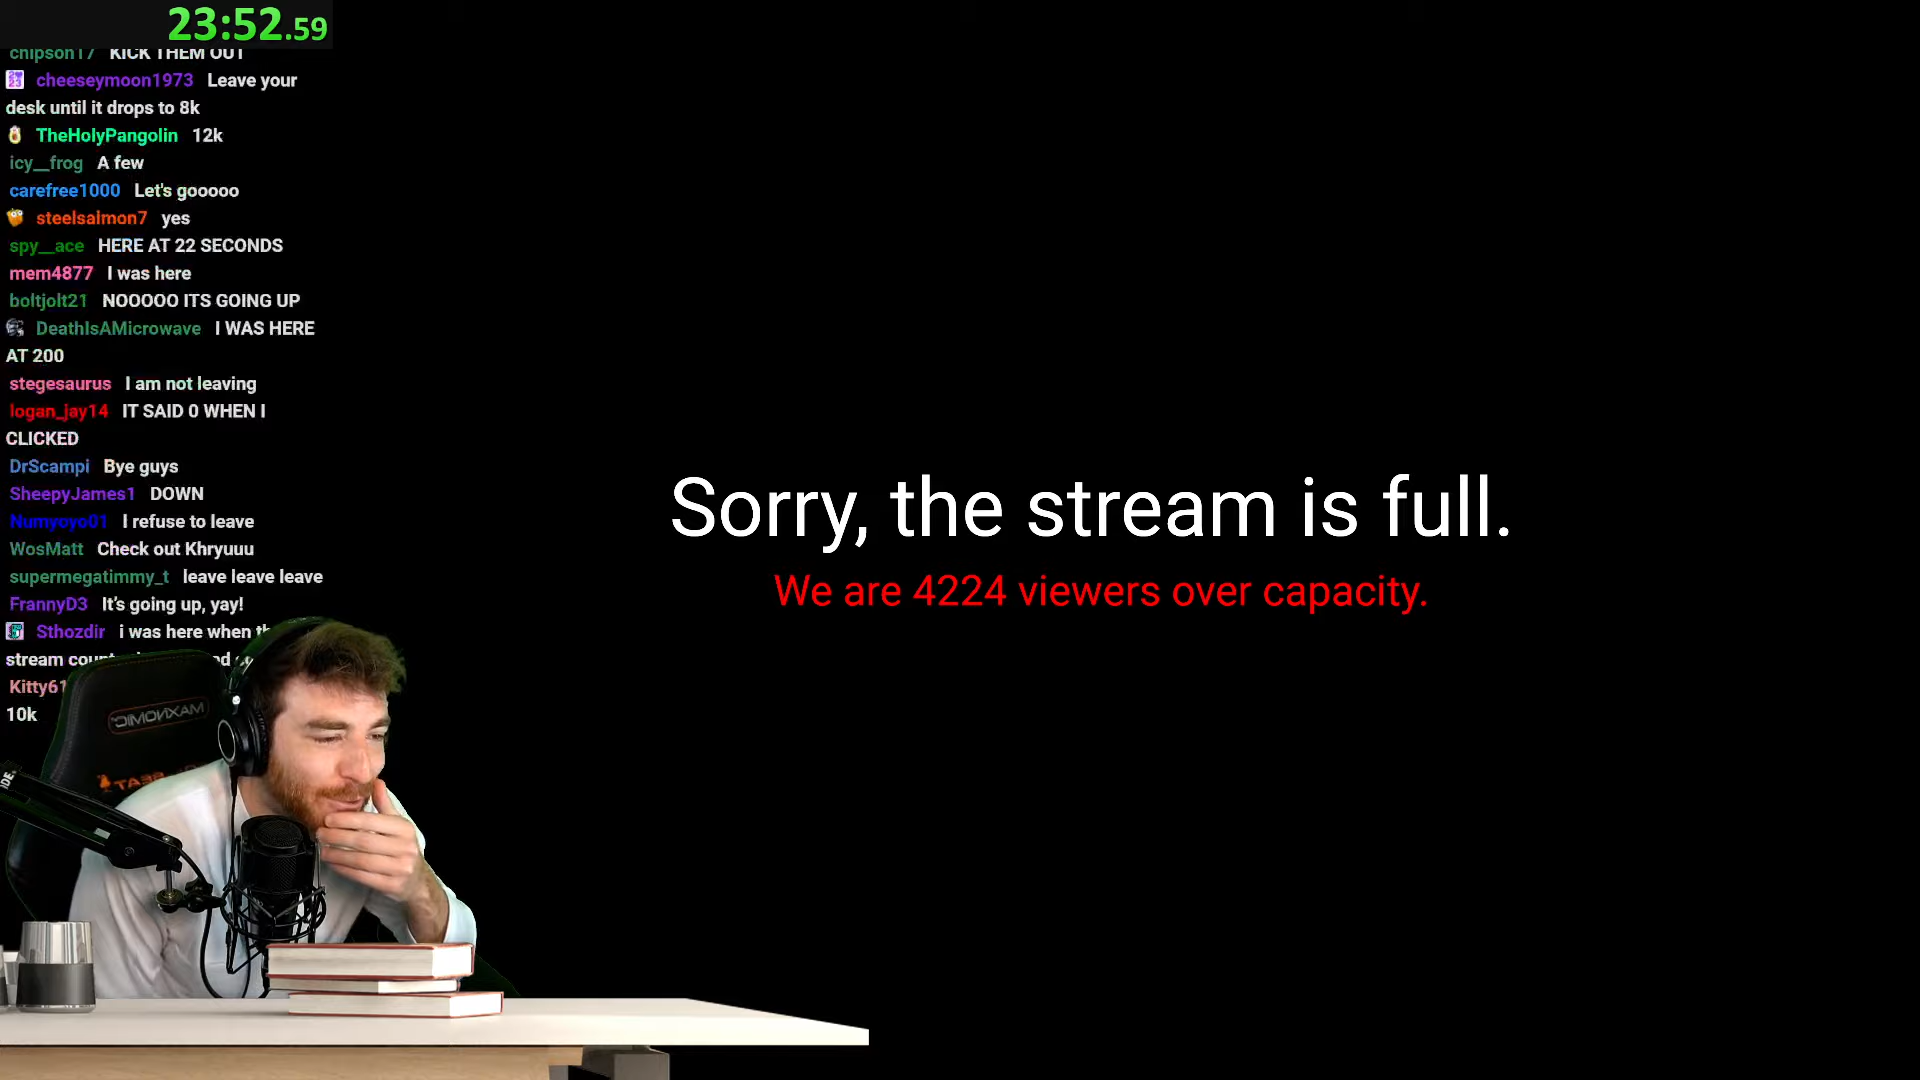 23:52.59
chipson17 KICK THEM OUT
cheeseymoon1973 Leave your
desk until it drops to 8k
TheHolyPangolin 12k
icy__frog A few
carefree1000 Let's gooooo
steelsalmon7 yes
spy__ace HERE AT 22 SECONDS
mem4877 I was here
boltjolt21 NOOOOO ITS GOING UP
DeathIsAMicrowave I WAS HERE
AT 200
stegesaurus I am not leaving
logan_jay14 IT SAID 0 WHEN I
CLICKED
DrScampi Bye guys
SheepyJames1 DOWN
Numyoyo01 I refuse to leave
WosMatt Check out Khryuuu
supermegatimmy_t leave leave leave
FrannyD3 It's going up, yay!
Sthozdir i was here when
stream
Kitty61
10k
MAXNOMIC
Sorry, the stream is full.
We are 4224 viewers over capacity.